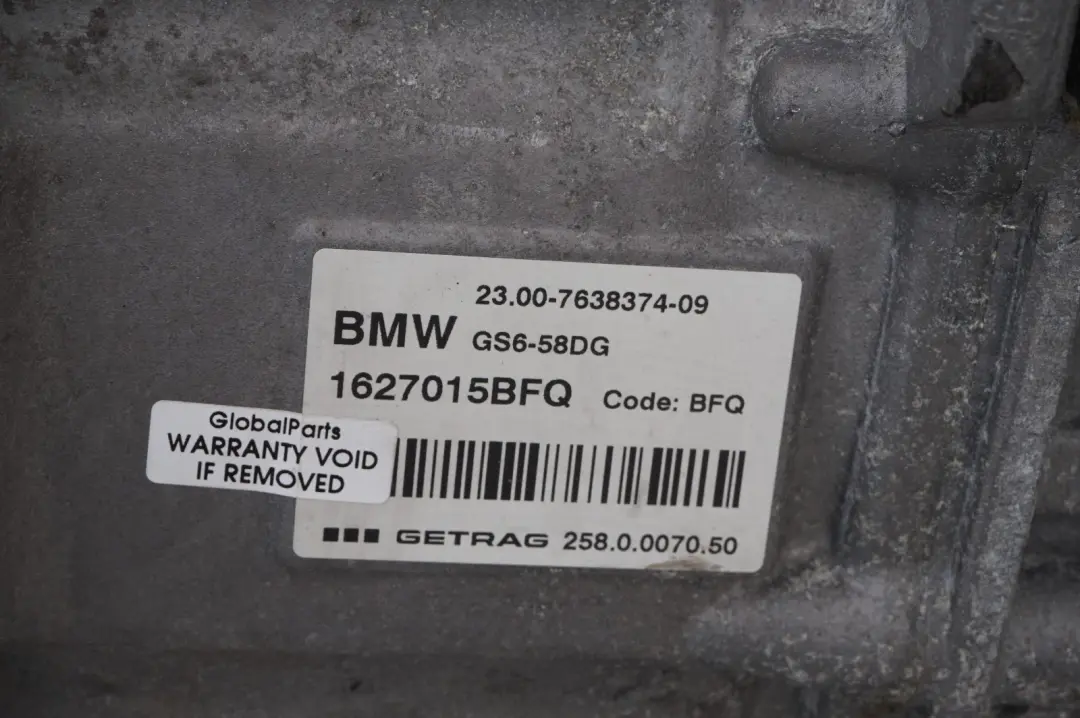 23.00-7638374-09
BMW GS6-58DG
1627015BFQ Code: BFQ
GlobalParts
WARRANTY VOID
IF REMOVED
GETRAG 258.0.0070.50